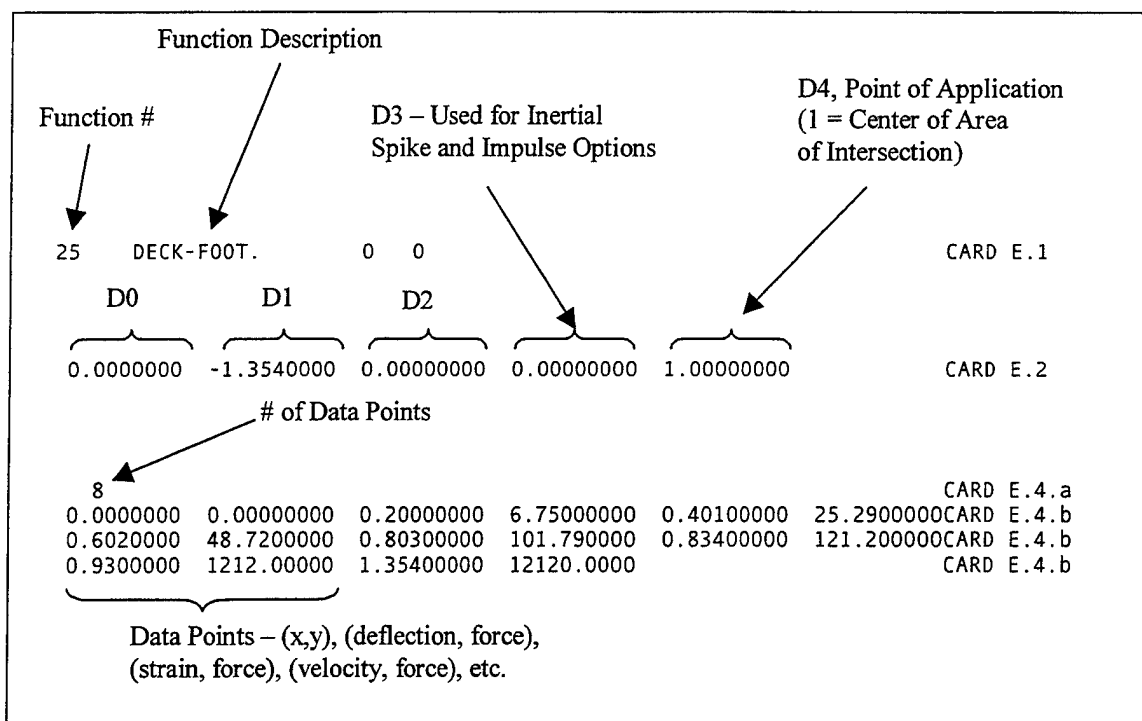 Function Description
Function #
D3 – Used for Inertial
Spike and Impulse Options
D4, Point of Application
(1 = Center of Area
of Intersection)
25 DECK-FOOT. 0 0 CARD E.1
D0 D1 D2
0.0000000 -1.3540000 0.00000000 0.00000000 1.00000000 CARD E.2
# of Data Points
8 CARD E.4.a
0.0000000 0.00000000 0.20000000 6.75000000 0.40100000 25.2900000CARD E.4.b
0.6020000 48.7200000 0.80300000 101.790000 0.83400000 121.200000CARD E.4.b
0.9300000 1212.00000 1.35400000 12120.0000 CARD E.4.b
Data Points – (x,y), (deflection, force),
(strain, force), (velocity, force), etc.